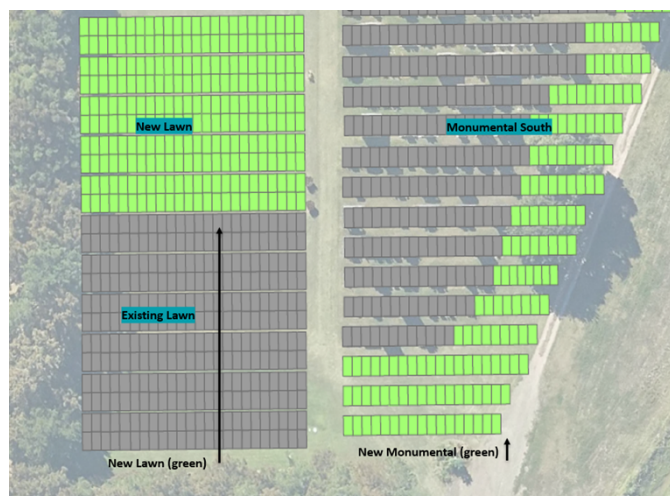 New Lawn
Monumental South
Existing Lawn
New Lawn (green)
New Monumental (green)